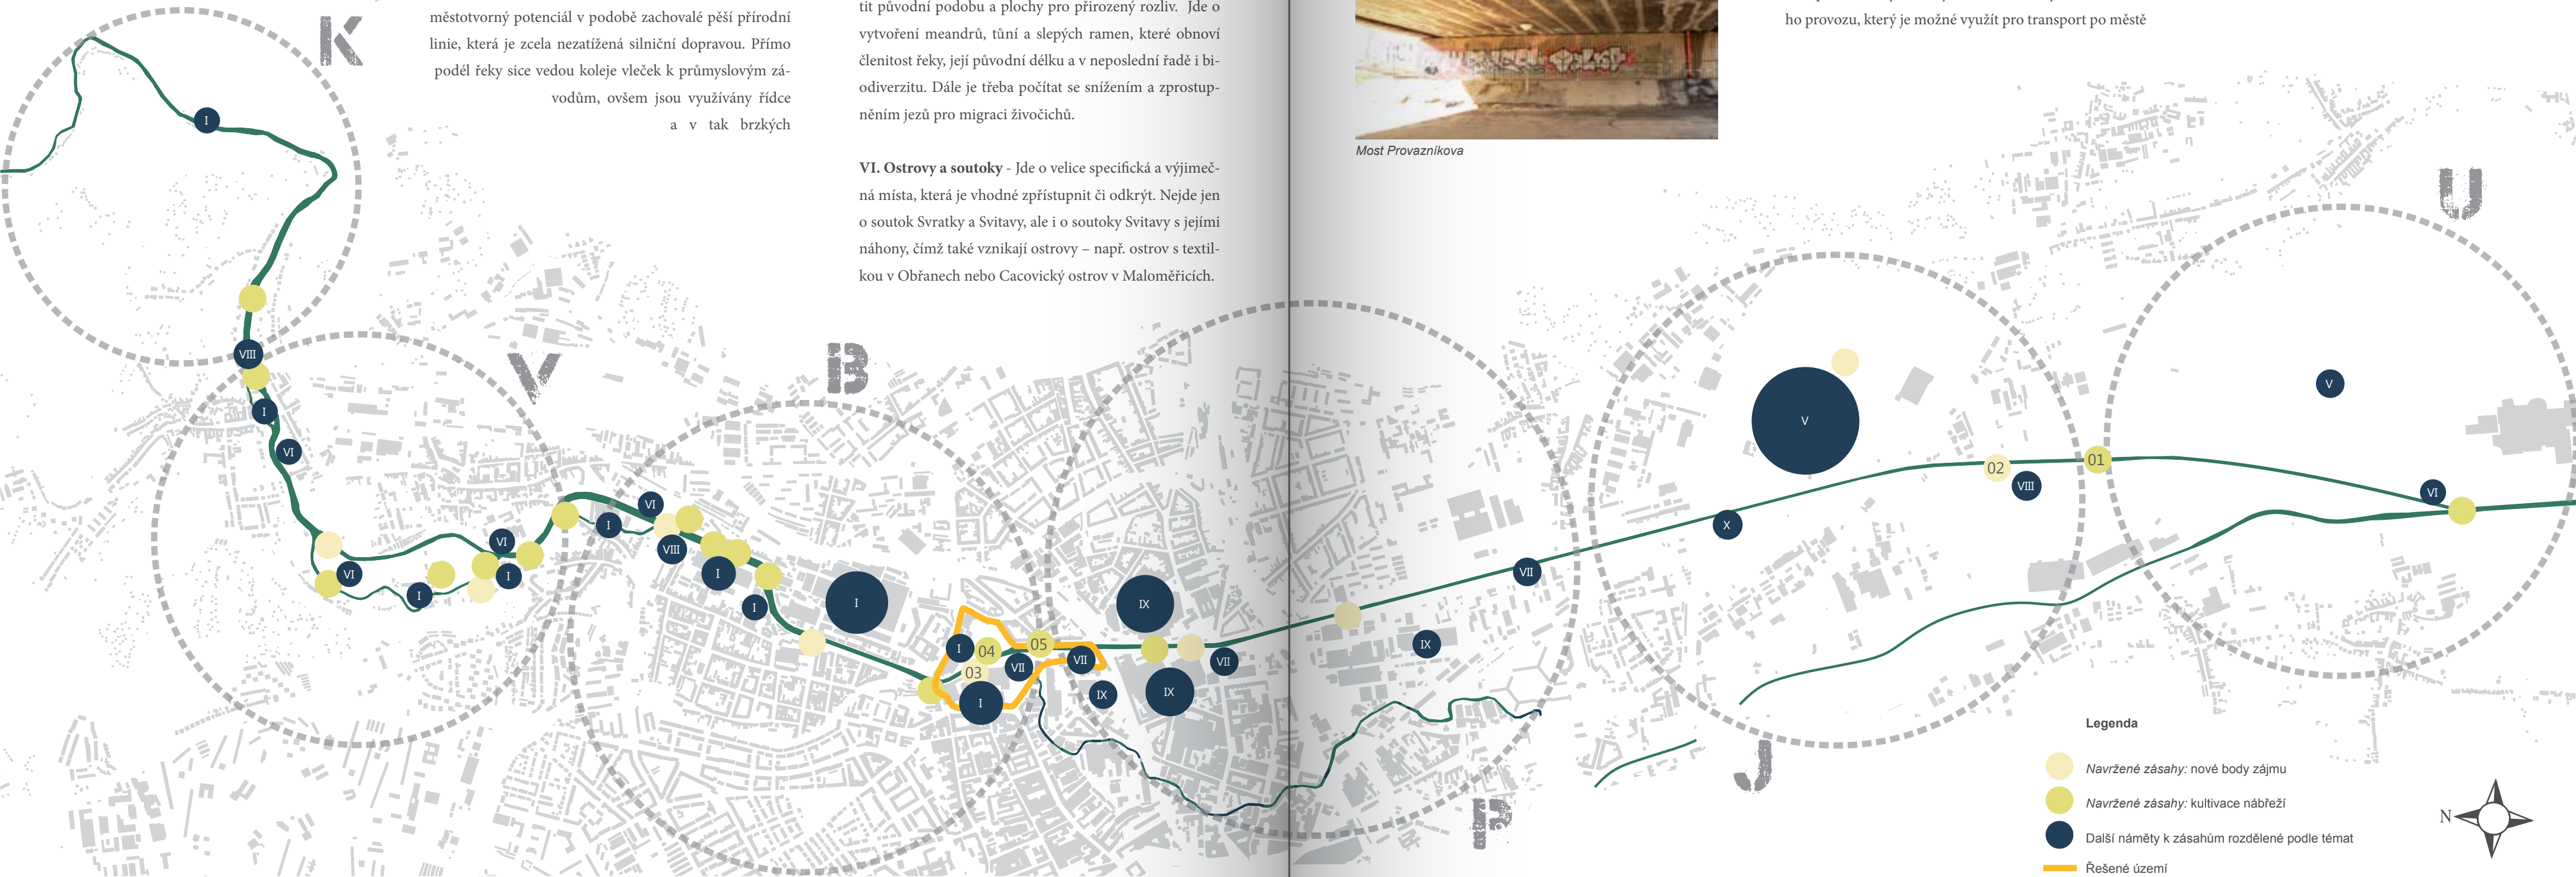 městotvorný potenciál v podobě zachovalé pěší přírodní
linie, která je zcela nezatížená silniční dopravou. Přímo
podél řeky sice vedou koleje vleček k průmyslovým zá-
vodům, ovšem jsou využívány řídce
a v tak brzkých
tit původní podobu a plochy pro přirozený rozliv. Jde o
vytvoření meandrů, tůní a slepých ramen, které obnoví
členitost řeky, její původní délku a v neposlední řadě i bi-
odiverzitu. Dále je třeba počítat se snížením a zprostup-
něním jezů pro migraci živočichů.
VI. Ostrovy a soutoky - Jde o velice specifická a výjimeč-
ná místa, která je vhodné zpřístupnit či odkrýt. Nejde jen
o soutok Svratky a Svitavy, ale i o soutoky Svitavy s jejími
náhony, čímž také vznikají ostrovy – např. ostrov s textil-
kou v Obřanech nebo Cacovický ostrov v Maloměřicích.
Most Provazníkova
ho provozu, který je možné využít pro transport po městě
K
I
VIII
I
VI
V
VI
VI
I
VI
I
B
I
VI
VIII
I
I
I
I
04
03
I
VII
05
VII
IX
IX
IX
VII
IX
VII
P
X
V
02
VIII
J
01
V
VI
U
Legenda
Navržené zásahy: nové body zájmu
Navržené zásahy: kultivace nábřeží
Další náměty k zásahům rozdělené podle témat
Řešené území
N